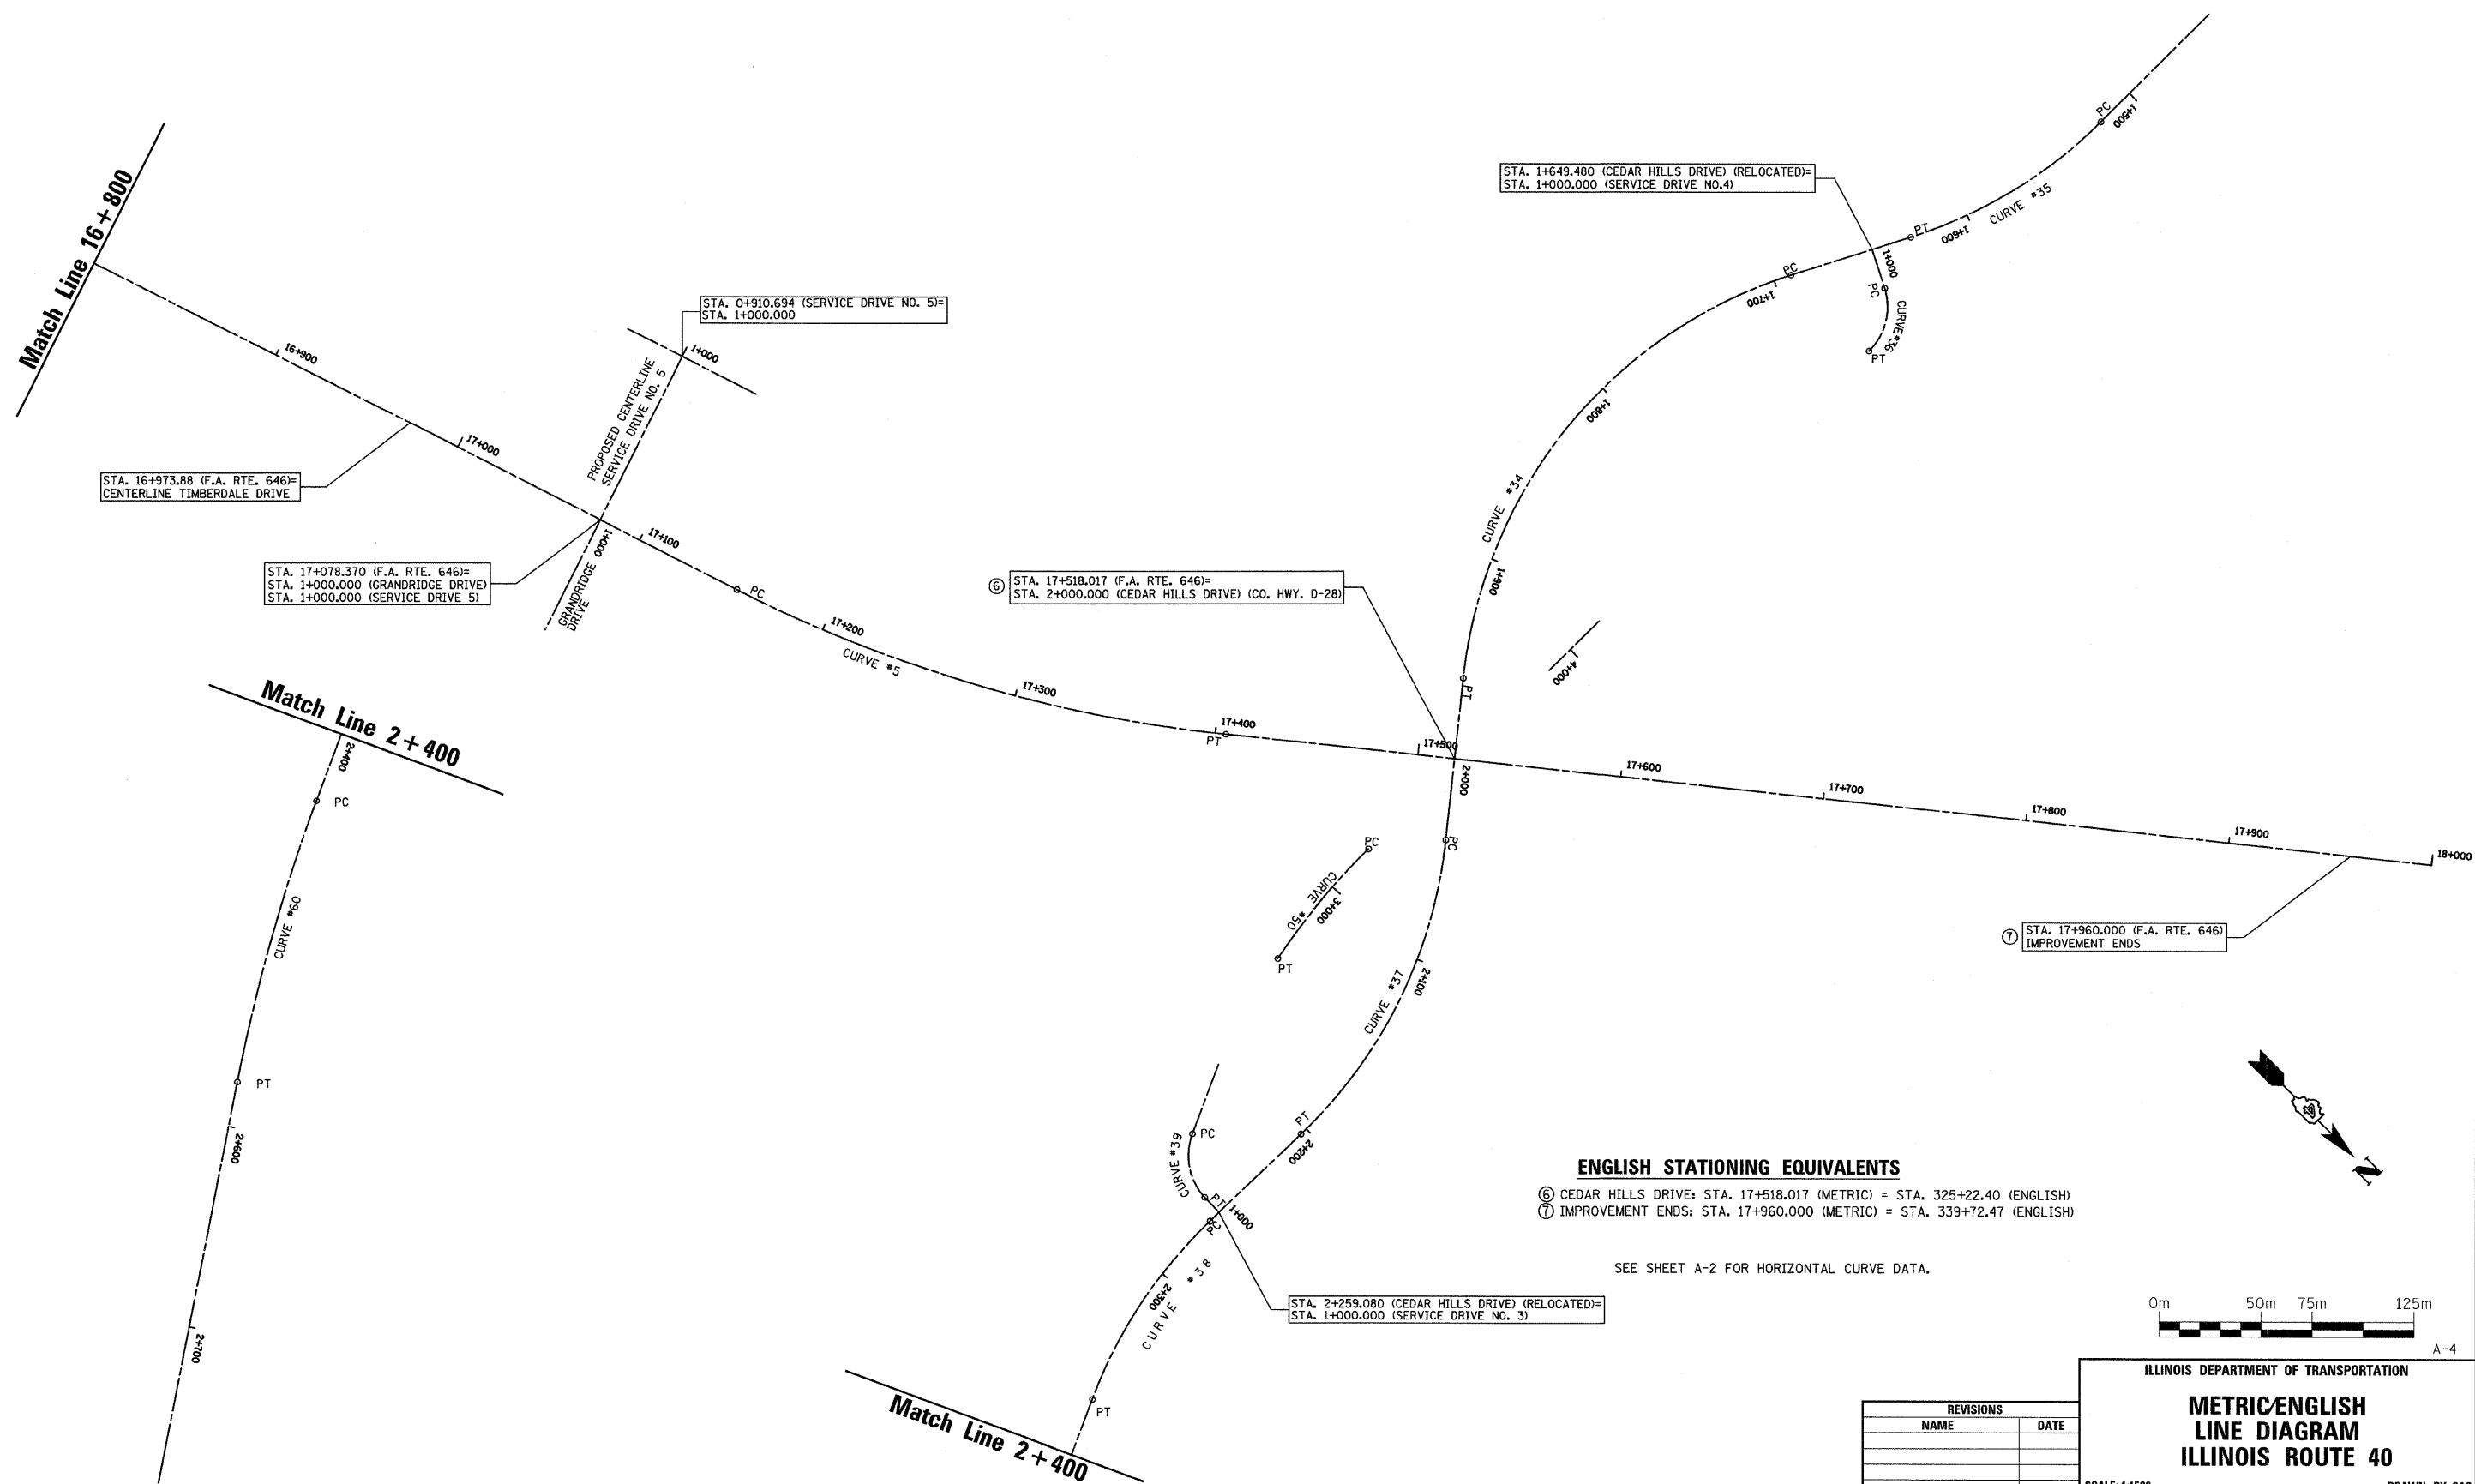 Match Line 16+800
16+900
17+000
STA. 16+973.88 (F.A. RTE. 646)=
CENTERLINE TIMBERDALE DRIVE
STA. 0+910.694 (SERVICE DRIVE NO. 5)=
STA. 1+000.000
1+000
PROPOSED CENTERLINE
SERVICE DRIVE NO. 5
STA. 17+078.370 (F.A. RTE. 646)=
STA. 1+000.000 (GRANDRIDGE DRIVE)
STA. 1+000.000 (SERVICE DRIVE 5)
1+000
GRANDRIDGE
DRIVE
17+100
PC
17+200
CURVE #5
17+300
17+400
PT
17+500
STA. 1+649.480 (CEDAR HILLS DRIVE) (RELOCATED)=
STA. 1+000.000 (SERVICE DRIVE NO.4)
PC
1+500
CURVE #35
1+600
PT
1+000
PC
CURVE #36
PT
PC
1+700
1+800
CURVE #34
1+900
PT
6 STA. 17+518.017 (F.A. RTE. 646)=
STA. 2+000.000 (CEDAR HILLS DRIVE) (CO. HWY. D-28)
4+000
2+000
17+600
17+700
17+800
17+900
18+000
7 STA. 17+960.000 (F.A. RTE. 646)
IMPROVEMENT ENDS
PC
PC
CURVE #50
3+000
PT
CURVE #37
2+100
PT
2+200
PC
CURVE #39
PT
1+000
PC
CURVE #38
2+300
PT
STA. 2+259.080 (CEDAR HILLS DRIVE) (RELOCATED)=
STA. 1+000.000 (SERVICE DRIVE NO. 3)
Match Line 2+400
Match Line 2+400
2+400
PC
CURVE #60
PT
2+600
2+700
N
ENGLISH STATIONING EQUIVALENTS
6 CEDAR HILLS DRIVE: STA. 17+518.017 (METRIC) = STA. 325+22.40 (ENGLISH)
7 IMPROVEMENT ENDS: STA. 17+960.000 (METRIC) = STA. 339+72.47 (ENGLISH)
SEE SHEET A-2 FOR HORIZONTAL CURVE DATA.
0m 50m 75m 125m
A-4
ILLINOIS DEPARTMENT OF TRANSPORTATION
METRIC/ENGLISH
LINE DIAGRAM
ILLINOIS ROUTE 40
REVISIONS
NAME DATE